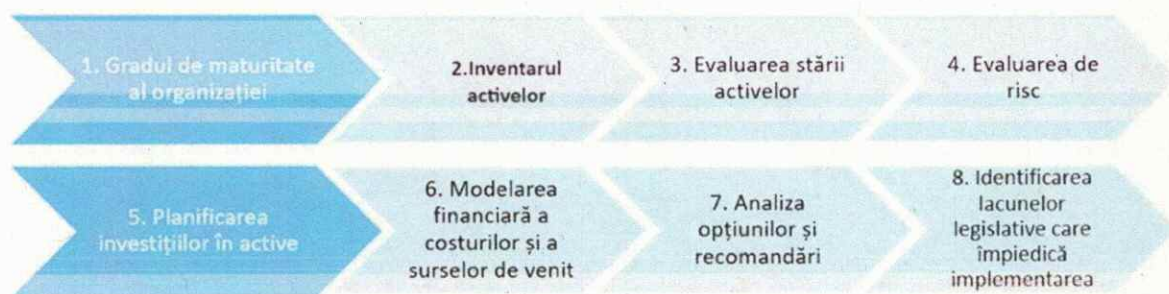 1. Gradul de maturitate
al organizației
2.Inventarul
activelor
3. Evaluarea stării
activelor
4. Evaluarea de
risc
5. Planificarea
investițiilor în active
6. Modelarea
financiară a
costurilor și a
surselor de venit
7. Analiza
opțiunilor și
recomandări
8. Identificarea
lacunelor
legislative care
împiedică
implementarea